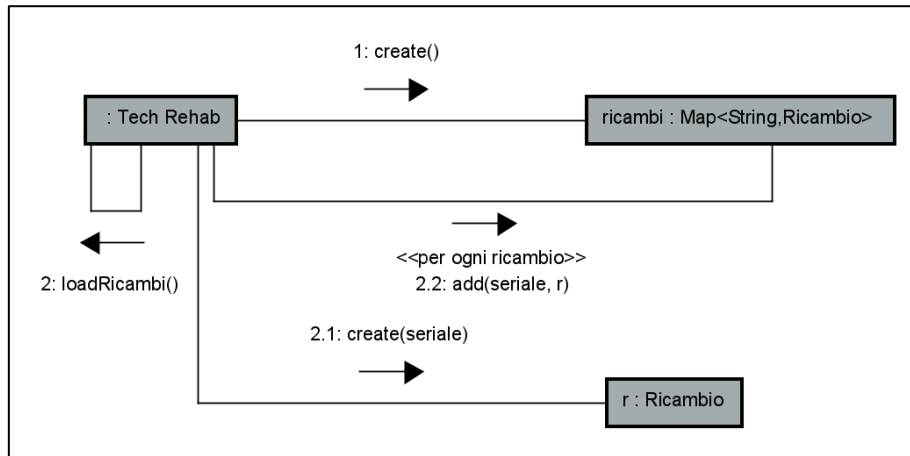 1: create()
: Tech Rehab
ricambi : Map<String,Ricambio>
<<per ogni ricambio>>
2: loadRicambi()
2.2: add(seriale, r)
2.1: create(seriale)
r : Ricambio